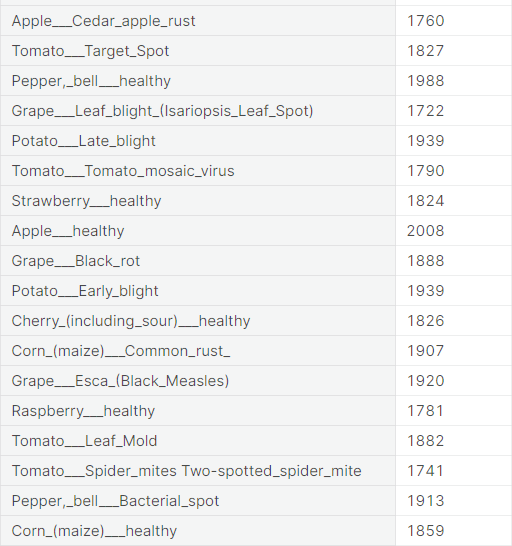 Apple___Cedar_apple_rust 1760
Tomato___Target_Spot 1827
Pepper,_bell___healthy 1988
Grape___Leaf_blight_(Isariopsis_Leaf_Spot) 1722
Potato___Late_blight 1939
Tomato___Tomato_mosaic_virus 1790
Strawberry___healthy 1824
Apple___healthy 2008
Grape___Black_rot 1888
Potato___Early_blight 1939
Cherry_(including_sour)___healthy 1826
Corn_(maize)___Common_rust_ 1907
Grape___Esca_(Black_Measles) 1920
Raspberry___healthy 1781
Tomato___Leaf_Mold 1882
Tomato___Spider_mites Two-spotted_spider_mite 1741
Pepper,_bell___Bacterial_spot 1913
Corn_(maize)___healthy 1859